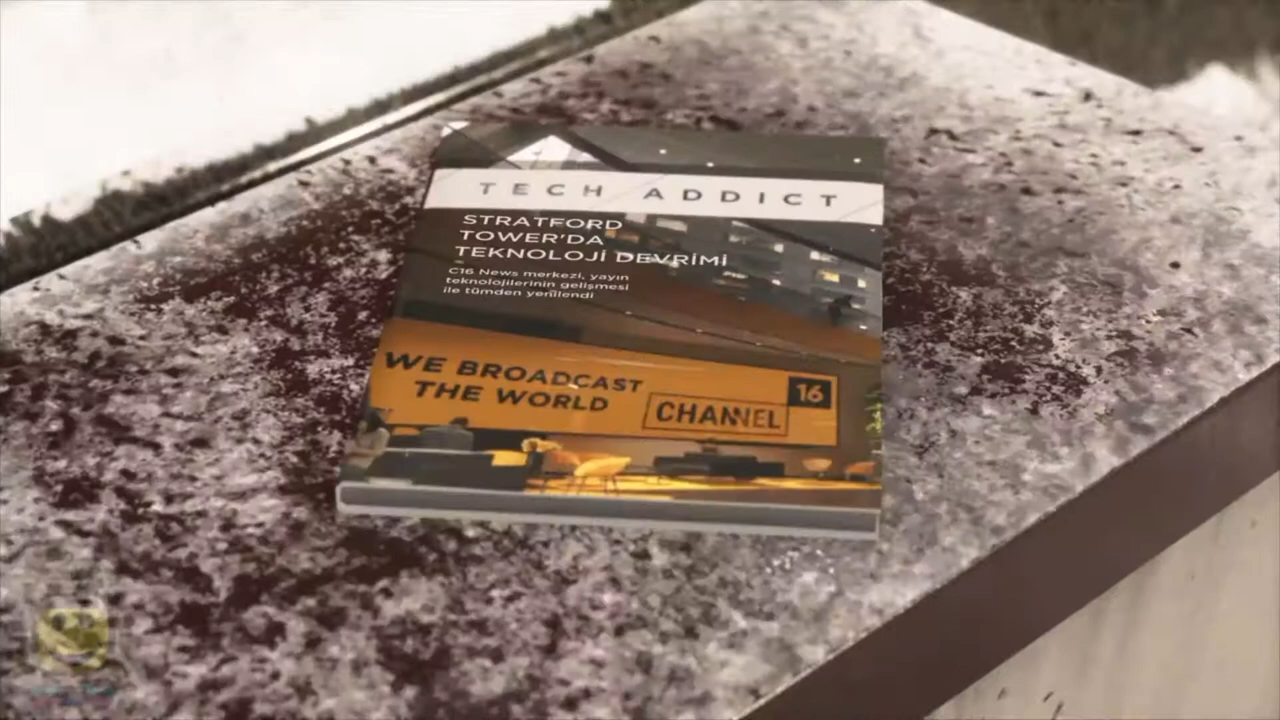 TECH ADDICT
STRATFORD
TOWER'DA
TEKNOLOJİ DEVRİMİ
C16 News merkezi, yayın
teknolojilerinin gelişmesi
ile tümden yenilendi
WE BROADCAST
THE WORLD
CHANNEL
16